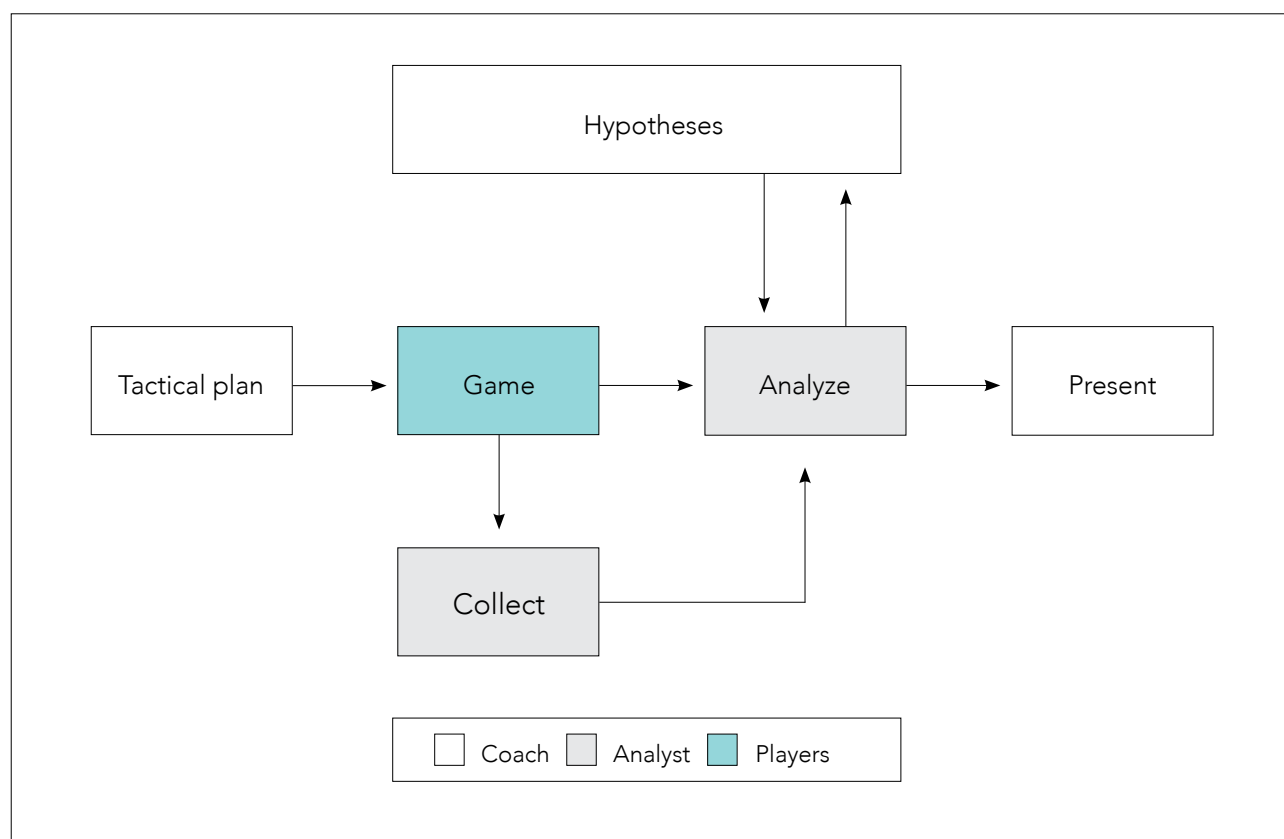 Hypotheses
Tactical plan
Game
Analyze
Present
Collect
Coach
Analyst
Players